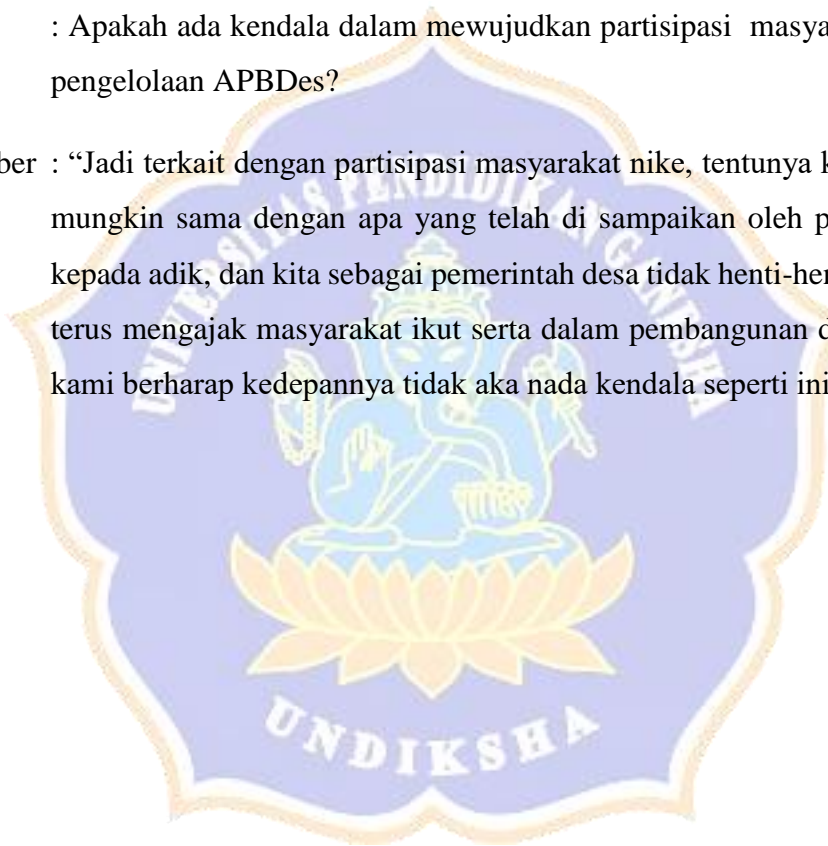 : Apakah ada kendala dalam mewujudkan partisipasi masya
pengelolaan APBDes?
ber : “Jadi terkait dengan partisipasi masyarakat nike, tentunya k
mungkin sama dengan apa yang telah di sampaikan oleh p
kepada adik, dan kita sebagai pemerintah desa tidak henti-her
terus mengajak masyarakat ikut serta dalam pembangunan d
kami berharap kedepannya tidak aka nada kendala seperti ini
UNIVERSITAS PENDIDIKAN GANESHA
UNDIKSHA